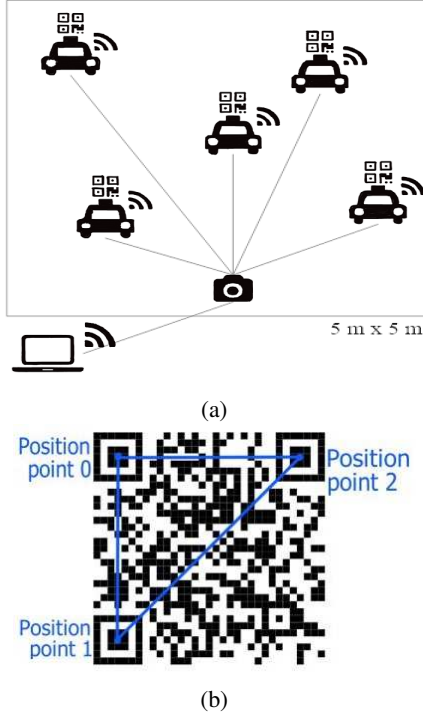 5 m x 5 m
(a)
Position
point 0
Position
point 2
Position
point 1
(b)